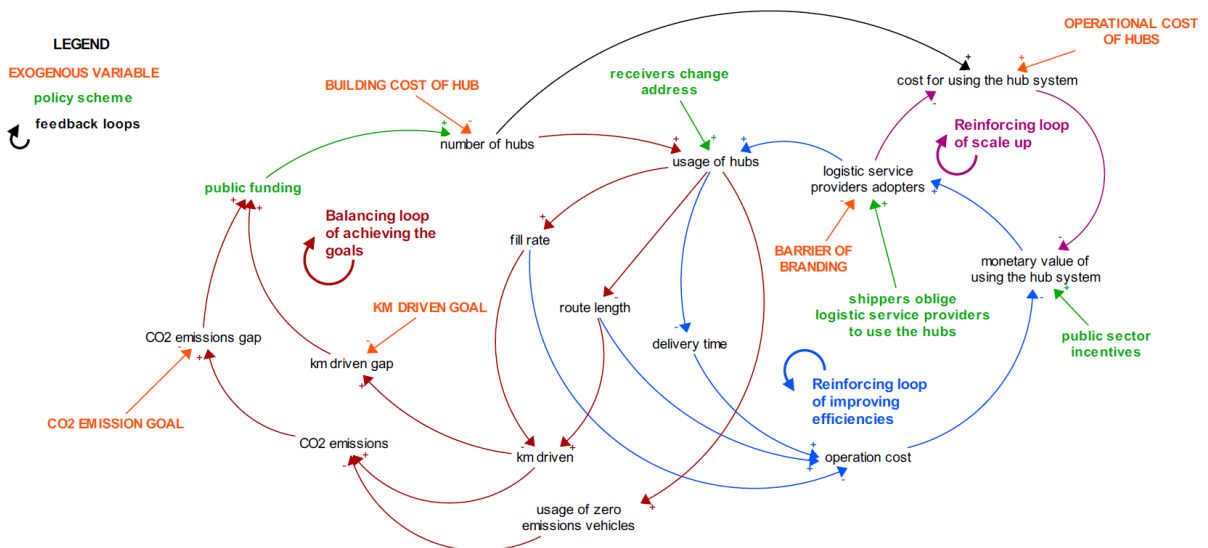 LEGEND
EXOGENOUS VARIABLE
policy scheme
feedback loops
BUILDING COST OF HUB
receivers change
address
OPERATIONAL COST
OF HUBS
+
+
cost for using the hub system
-
+
-
number of hubs
+
+
+
usage of hubs
Reinforcing loop
of scale up
+
logistic service
providers adopters
-
+
+
public funding
+
+
Balancing loop
of achieving the
goals
+
fill rate
BARRIER OF
BRANDING
-
monetary value of
using the hub system
-
+
shippers oblige
logistic service providers
to use the hubs
public sector
incentives
KM DRIVEN GOAL
-
route length
-
CO2 emissions gap
-
+
-
delivery time
km driven gap
+
Reinforcing loop
of improving
efficiencies
CO2 EMISSION GOAL
CO2 emissions
-
+
-
km driven
+
+
+
-
operation cost
usage of zero
emissions vehicles
+